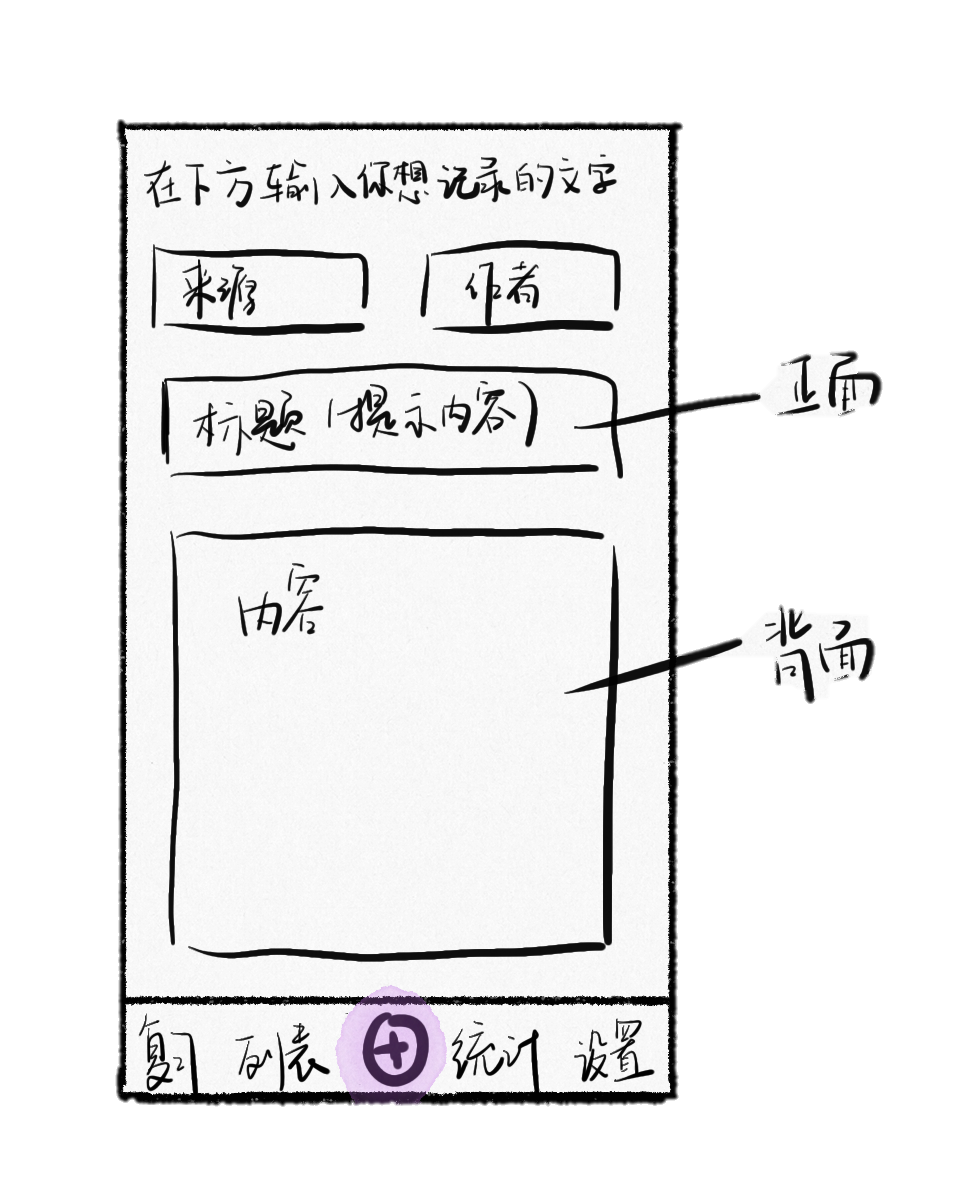 在下方输入你想记录的文字
来源 作者
标题(提示内容)
正面
内容
背面
复习 列表 统计 设置